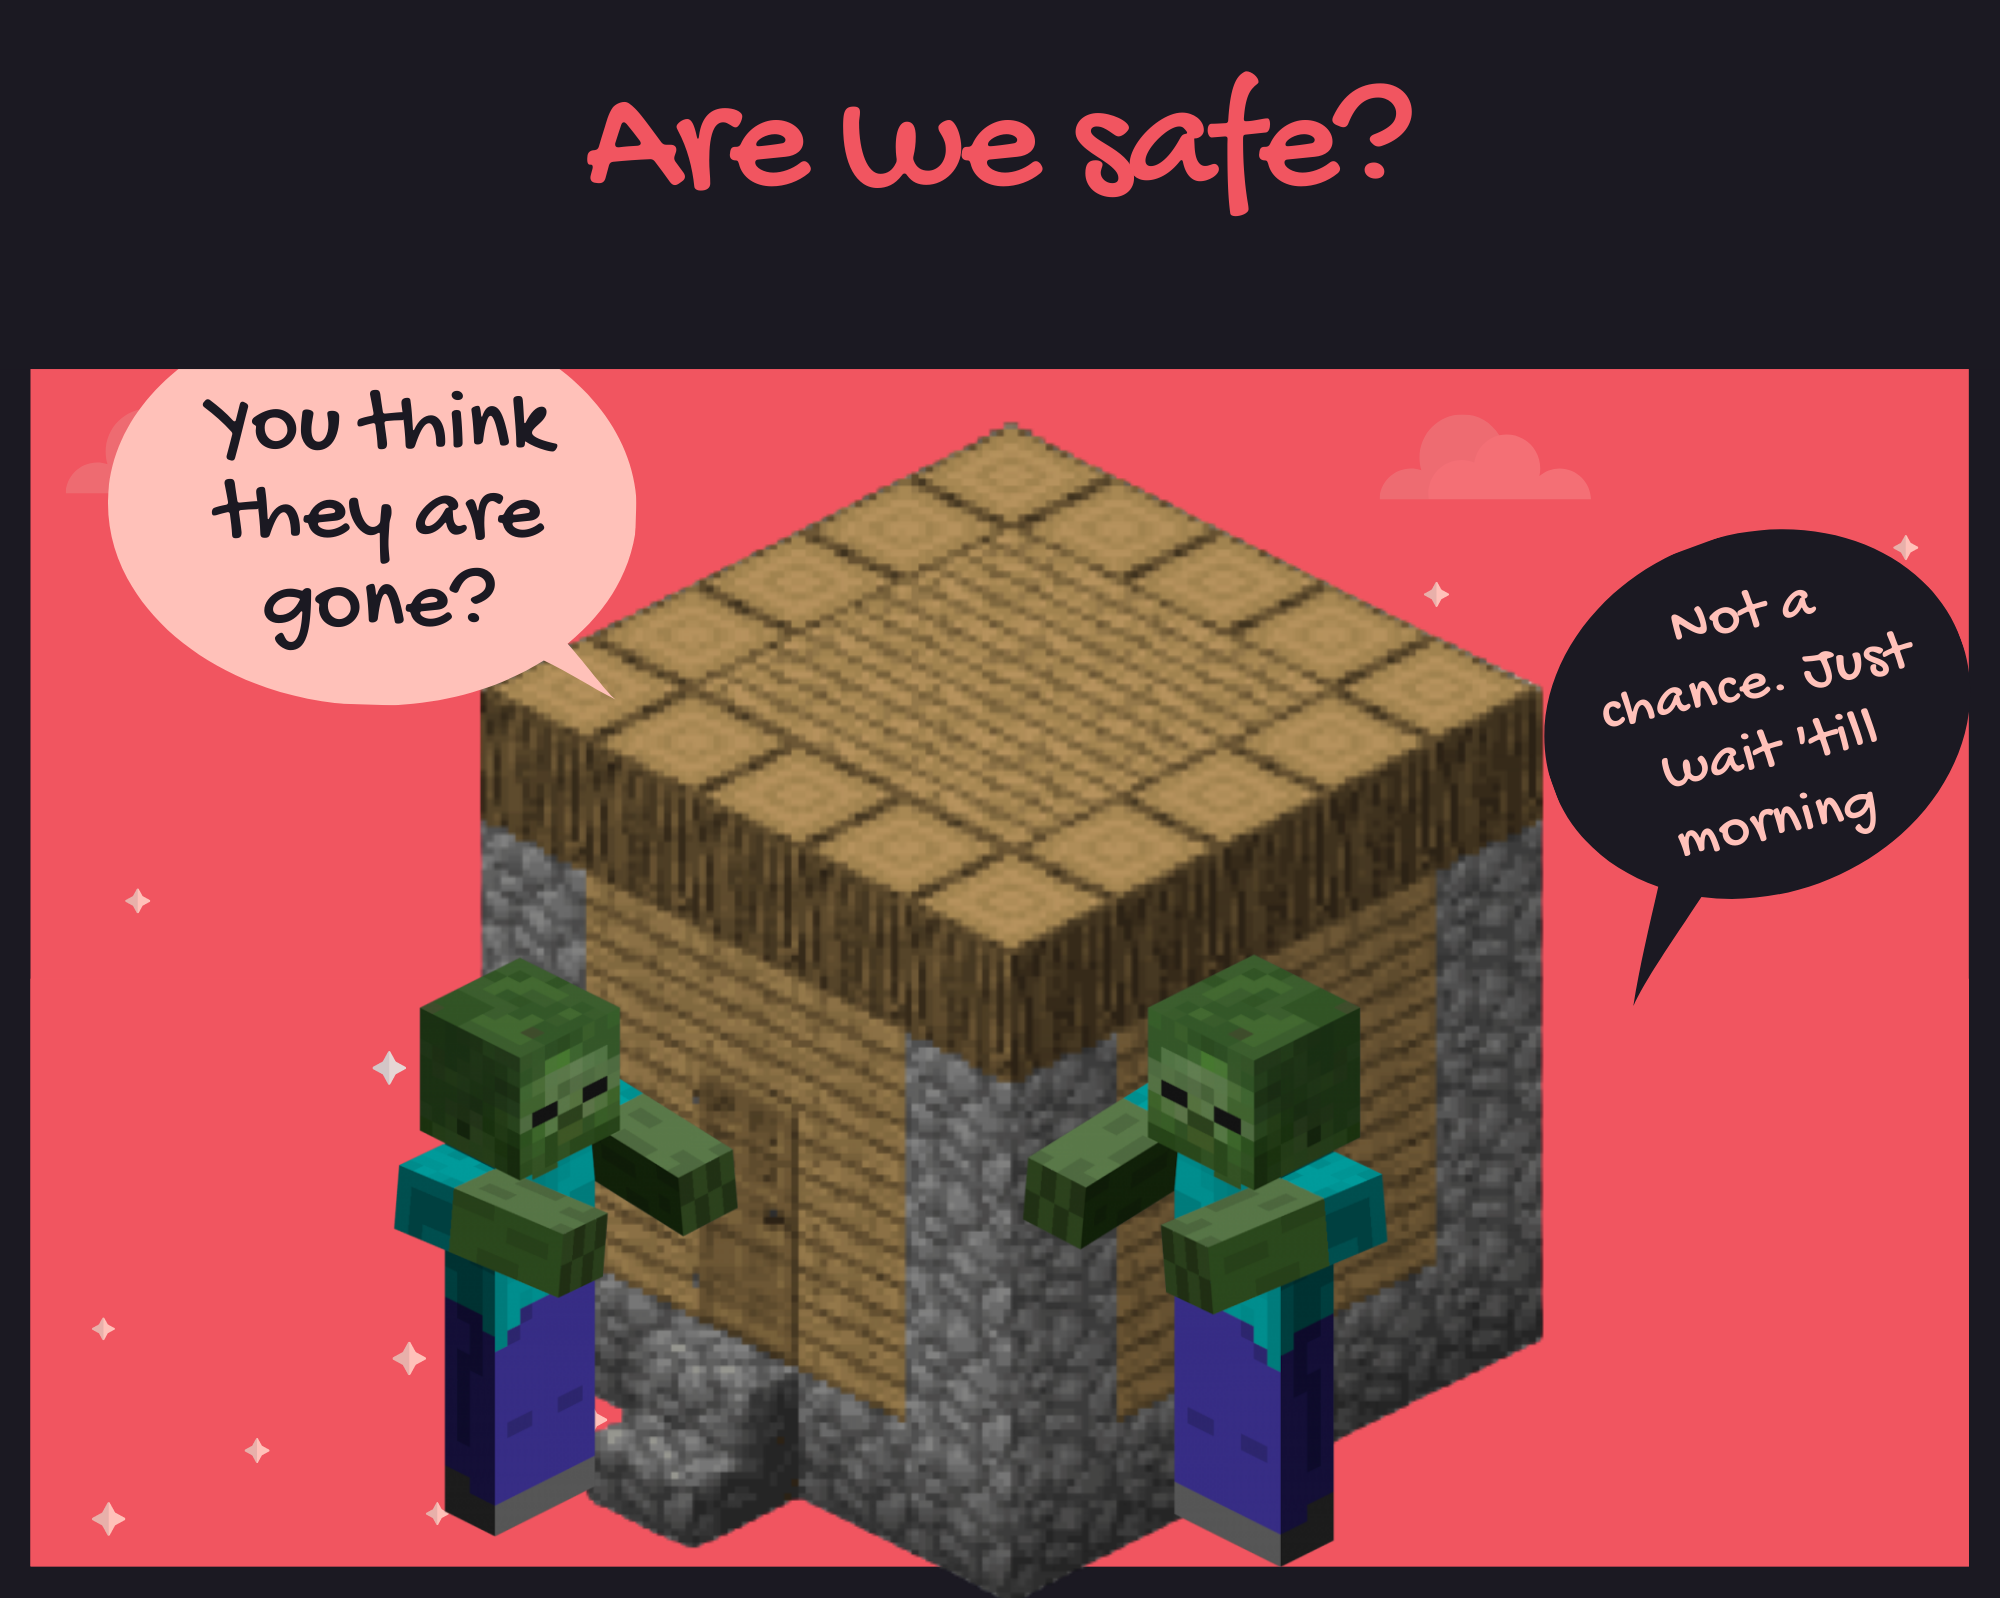 Are we safe?
You think
they are
gone?
Not a
chance. Just
wait 'till
morning